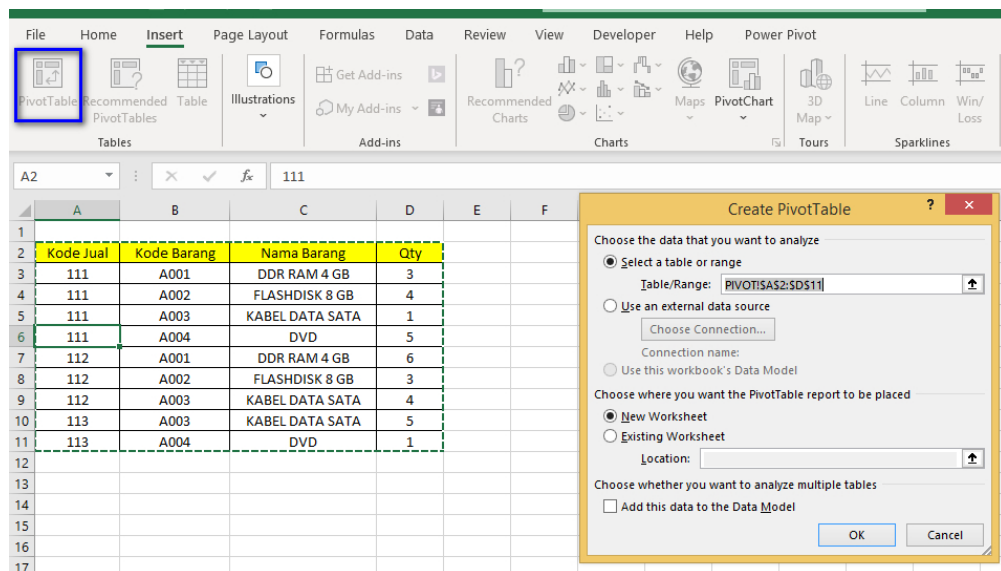 File Home Insert Page Layout Formulas Data Review View Developer Help Power Pivot
PivotTable Recommended PivotTables Table Illustrations Get Add-ins My Add-ins Recommended Charts Maps PivotChart 3D Map Line Column Win/Loss
Tables Add-ins Charts Tours Sparklines
A2 fx 111
A B C D E F
1
2 Kode Jual Kode Barang Nama Barang Qty
3 111 A001 DDR RAM 4 GB 3
4 111 A002 FLASHDISK 8 GB 4
5 111 A003 KABEL DATA SATA 1
6 111 A004 DVD 5
7 112 A001 DDR RAM 4 GB 6
8 112 A002 FLASHDISK 8 GB 3
9 112 A003 KABEL DATA SATA 4
10 113 A003 KABEL DATA SATA 5
11 113 A004 DVD 1
12
13
14
15
16
17
Create PivotTable ? ×
Choose the data that you want to analyze
Select a table or range
Table/Range: PIVOT!$A$2:$D$11
Use an external data source
Choose Connection...
Connection name:
Use this workbook's Data Model
Choose where you want the PivotTable report to be placed
New Worksheet
Existing Worksheet
Location:
Choose whether you want to analyze multiple tables
Add this data to the Data Model
OK Cancel